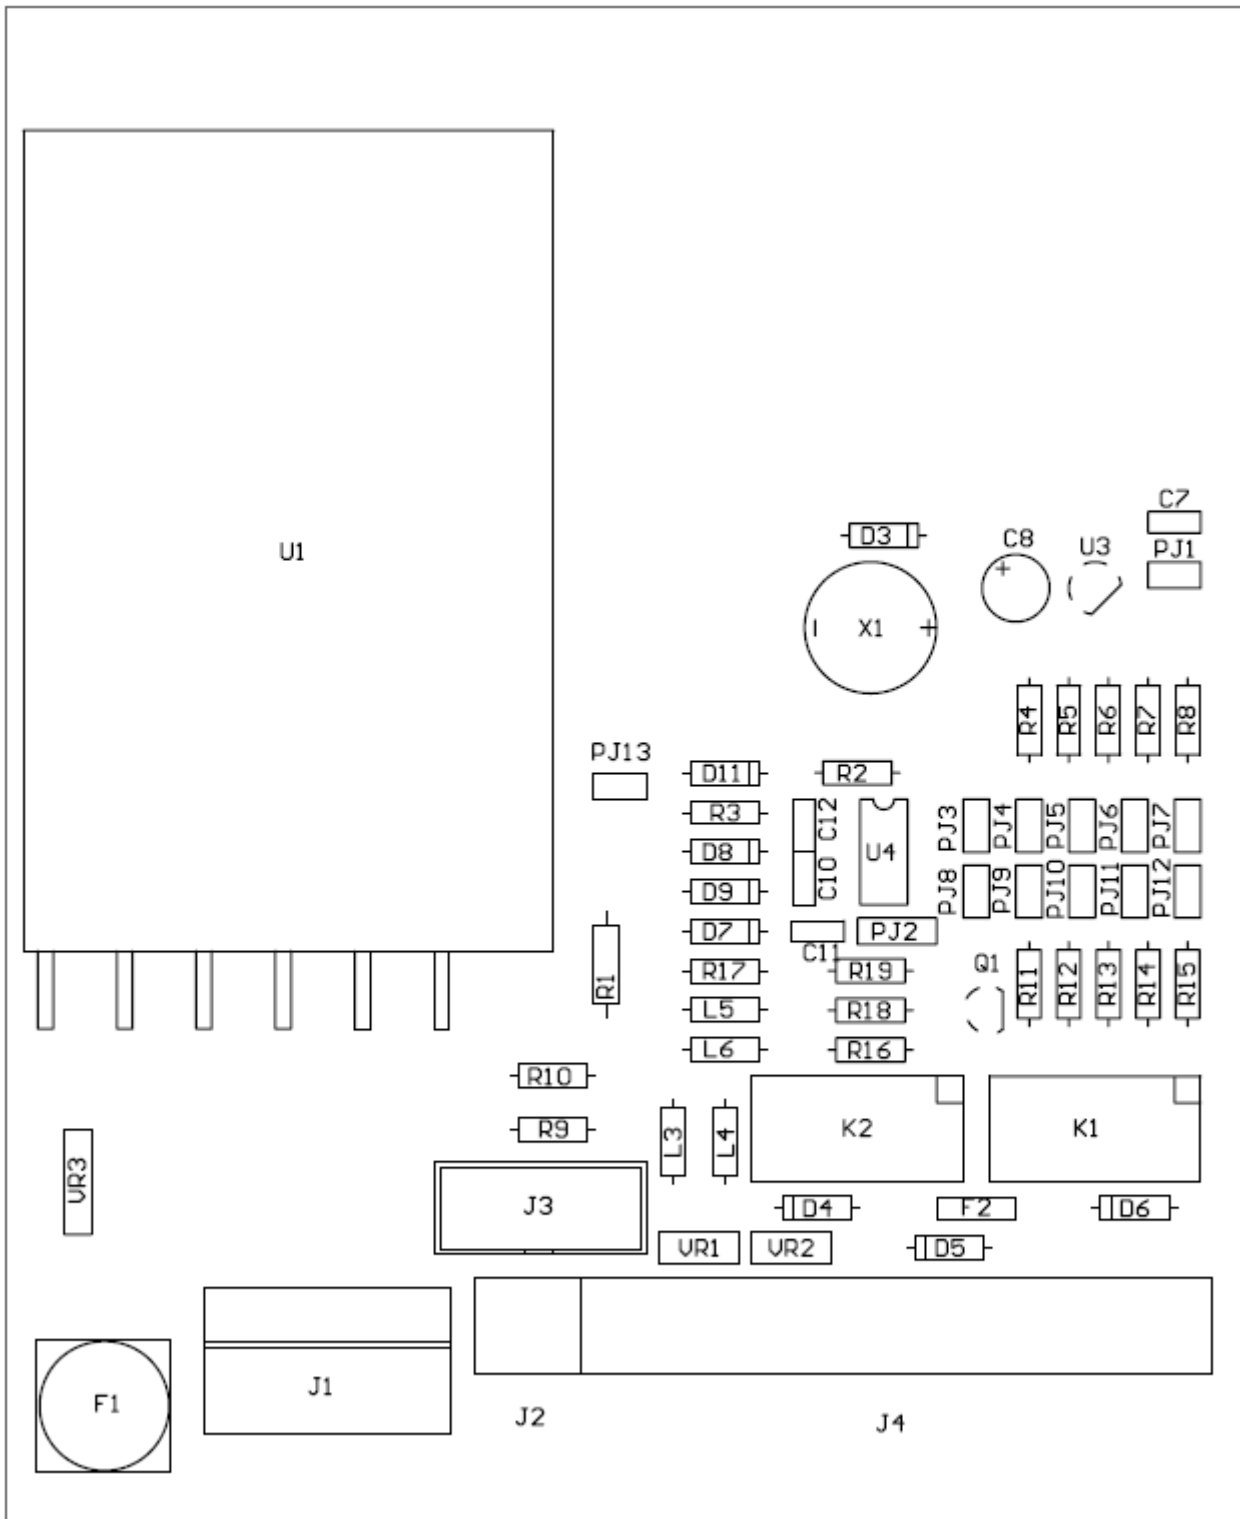 C7
D3
C8
U3
PJ1
U1
+
- X1 +
R4 R5 R6 R7 R8
PJ13
D11 R2
R3 C12 PJ3 PJ4 PJ5 PJ6 PJ7
D8 U4
D9 C10 PJ8 PJ9 PJ10 PJ11 PJ12
D7 C11 PJ2
R17 R19 Q1
R1 R11 R12 R13 R14 R15
L5 R18
L6 R16
R10
R9 L3 L4 K2 K1
VR3
J3 D4 F2 D6
VR1 VR2 D5
J1
F1
J2 J4